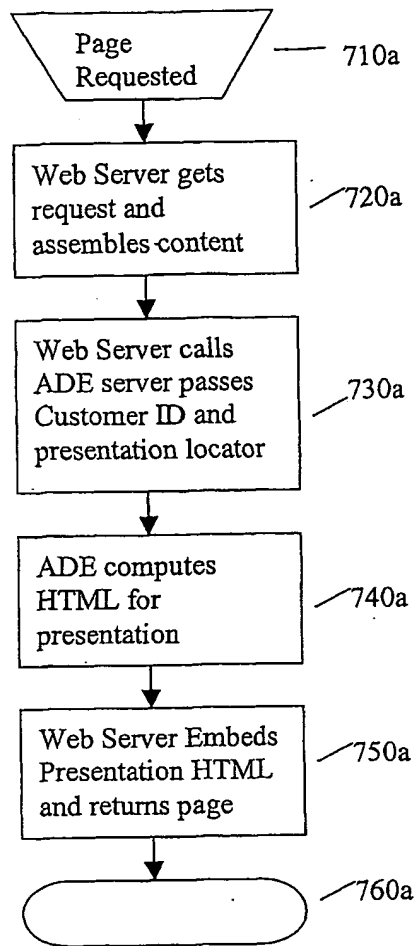 Page
Requested
710a
Web Server gets
request and
assembles content
720a
Web Server calls
ADE server passes
Customer ID and
presentation locator
730a
ADE computes
HTML for
presentation
740a
Web Server Embeds
Presentation HTML
and returns page
750a
760a